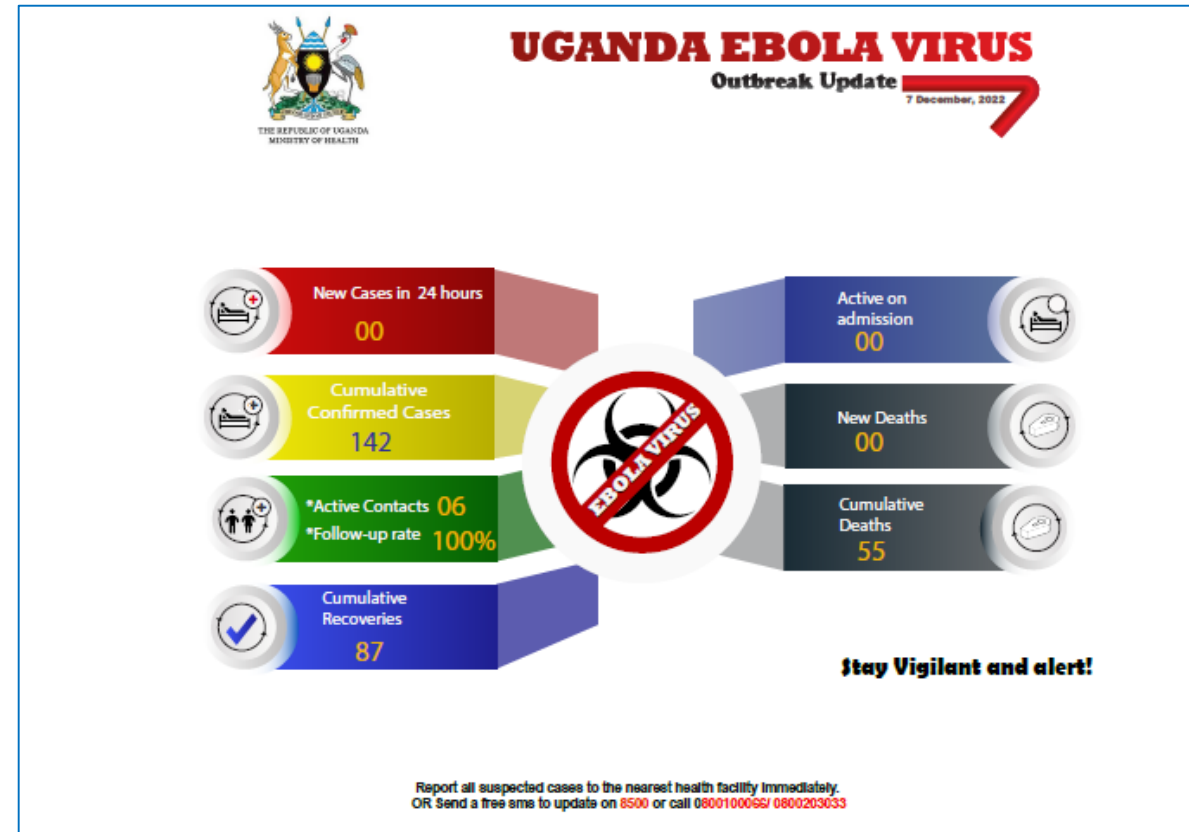 THE REPUBLIC OF UGANDA
MINISTRY OF HEALTH
UGANDA EBOLA VIRUS
Outbreak Update
7 December, 2022
New Cases in 24 hours
00
Cumulative
Confirmed Cases
142
*Active Contacts 06
*Follow-up rate 100%
Cumulative
Recoveries
87
EBOLA VIRUS
Active on
admission
00
New Deaths
00
Cumulative
Deaths
55
Stay Vigilant and alert!
Report all suspected cases to the nearest health facility immediately.
OR Send a free sms to update on 8500 or call 0800100066/ 0800203033